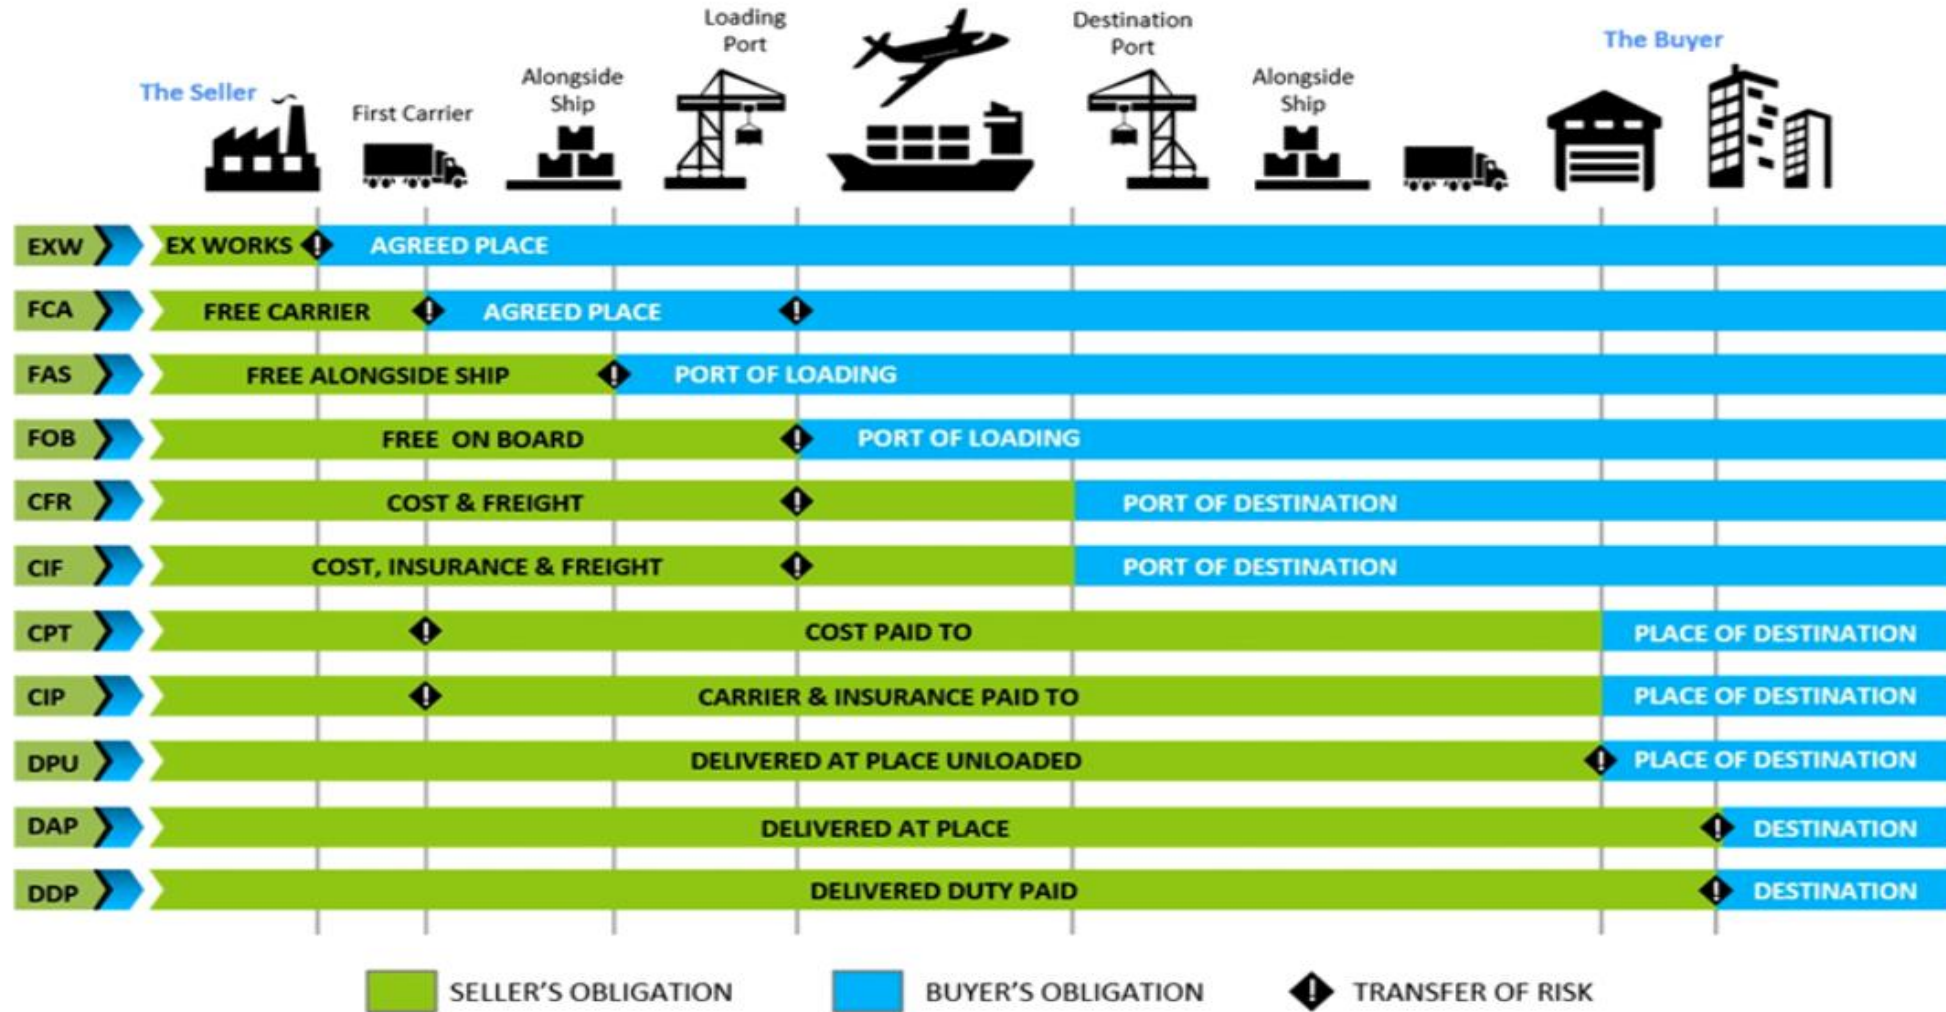 The Seller
First Carrier
Alongside
Ship
Loading
Port
Destination
Port
Alongside
Ship
The Buyer
EXW EX WORKS ! AGREED PLACE
FCA FREE CARRIER ! AGREED PLACE !
FAS FREE ALONGSIDE SHIP ! PORT OF LOADING
FOB FREE ON BOARD ! PORT OF LOADING
CFR COST & FREIGHT ! PORT OF DESTINATION
CIF COST, INSURANCE & FREIGHT ! PORT OF DESTINATION
CPT ! COST PAID TO PLACE OF DESTINATION
CIP ! CARRIER & INSURANCE PAID TO PLACE OF DESTINATION
DPU DELIVERED AT PLACE UNLOADED ! PLACE OF DESTINATION
DAP DELIVERED AT PLACE ! DESTINATION
DDP DELIVERED DUTY PAID ! DESTINATION
SELLER'S OBLIGATION BUYER'S OBLIGATION ! TRANSFER OF RISK